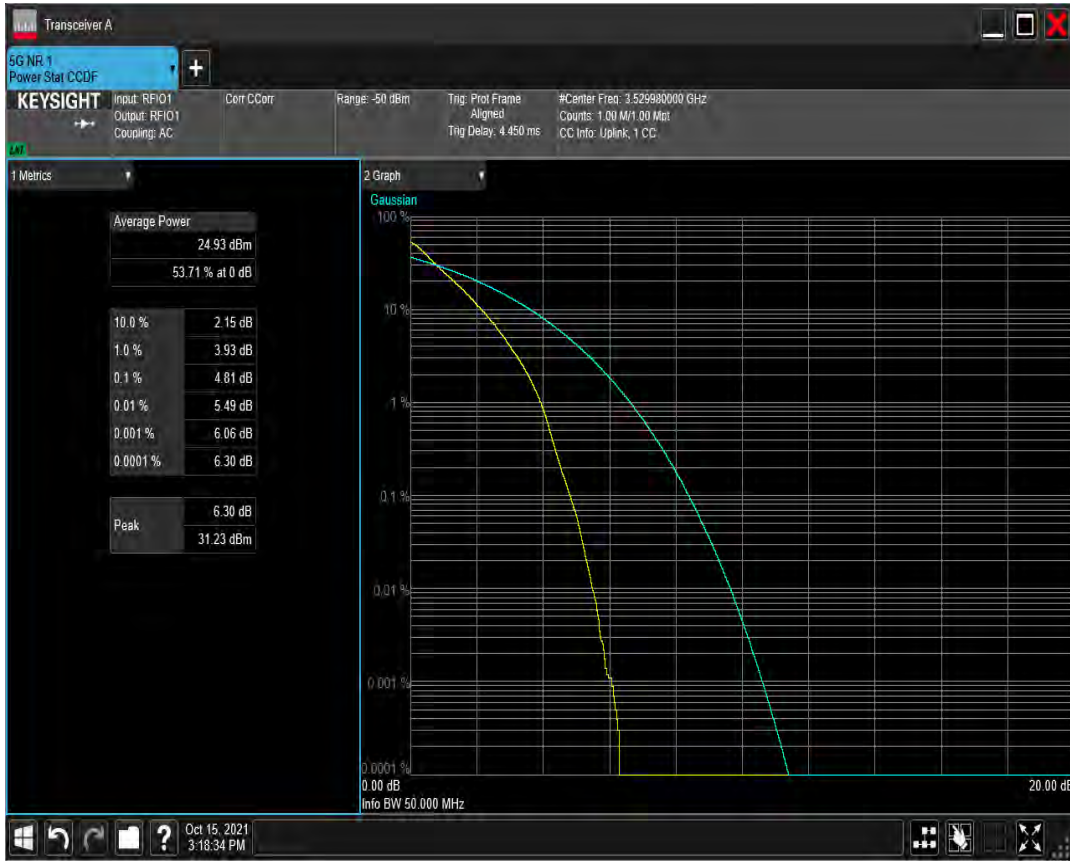 Transceiver A
5G NR 1
Power Stat CCDF
+
KEYSIGHT
Input: RFIO1
Output: RFIO1
Coupling: AC
Corr CCorr
Range: -50 dBm
Trig: Prot Frame
Aligned
Trig Delay: 4.450 ms
#Center Freq: 3.529980000 GHz
Counts: 1.00 M/1.00 Mpt
CC Info: Uplink, 1 CC
1 Metrics
Average Power
24.93 dBm
53.71 % at 0 dB
10.0 % 2.15 dB
1.0 % 3.93 dB
0.1 % 4.81 dB
0.01 % 5.49 dB
0.001 % 6.06 dB
0.0001 % 6.30 dB
Peak 6.30 dB
31.23 dBm
2 Graph
Gaussian
100 %
10 %
1 %
0.1 %
0.01 %
0.001 %
0.0001 %
0.00 dB 20.00 dB
Info BW 50.000 MHz
?
Oct 15, 2021
3:18:34 PM